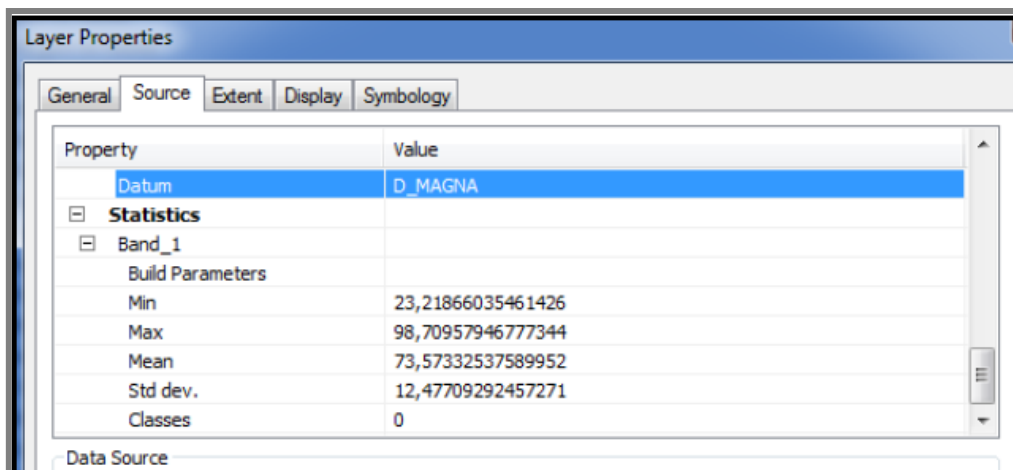 Layer Properties
General Source Extent Display Symbology
Property Value
Datum D_MAGNA
Statistics
Band_1
Build Parameters
Min 23,21866035461426
Max 98,70957946777344
Mean 73,57332537589952
Std dev. 12,47709292457271
Classes 0
Data Source